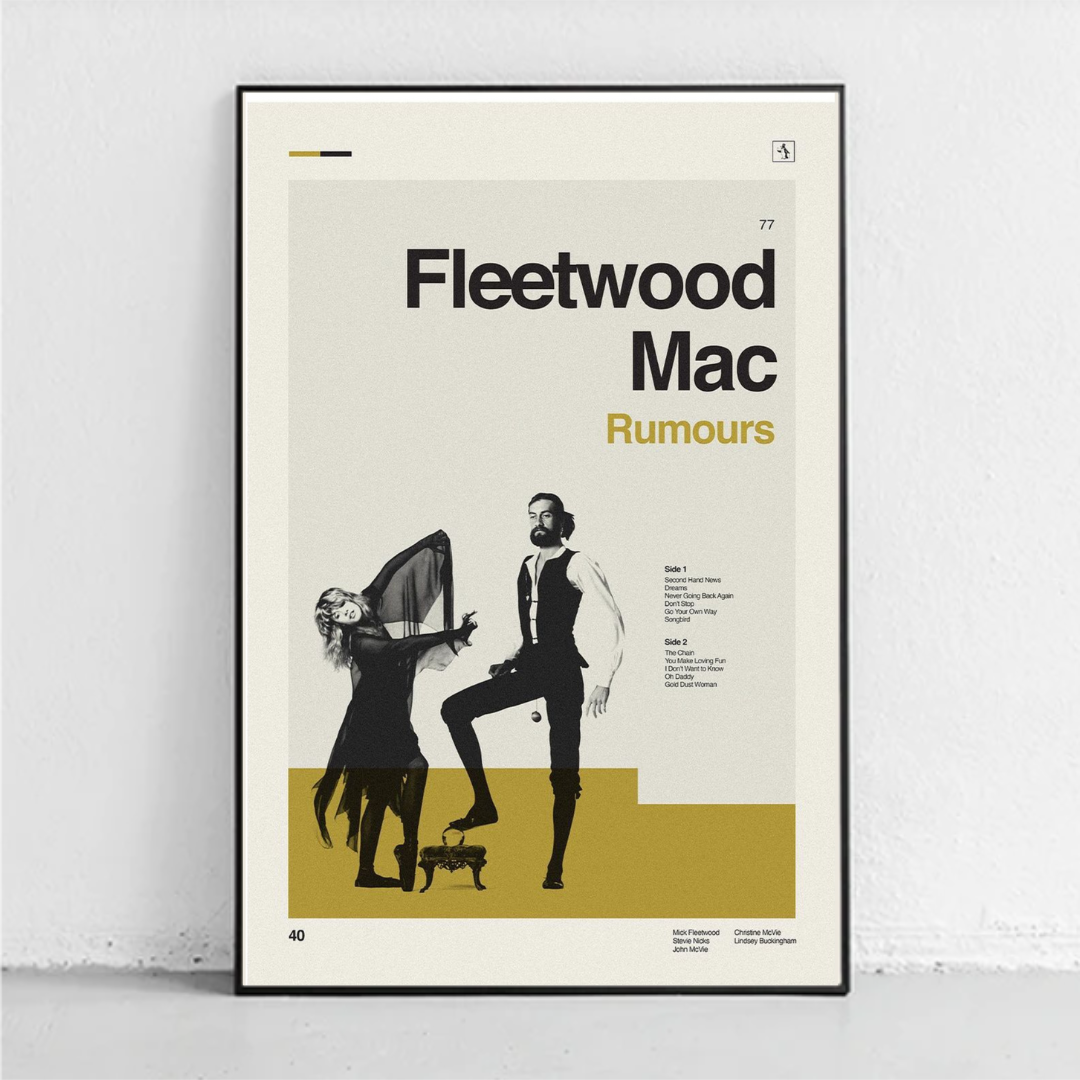 77
Fleetwood
Mac
Rumours
Side 1
Second Hand News
Dreams
Never Going Back Again
Don't Stop
Go Your Own Way
Songbird
Side 2
The Chain
You Make Loving Fun
I Don't Want to Know
Oh Daddy
Gold Dust Woman
40
Mick Fleetwood
Stevie Nicks
John McVie
Christine McVie
Lindsey Buckingham